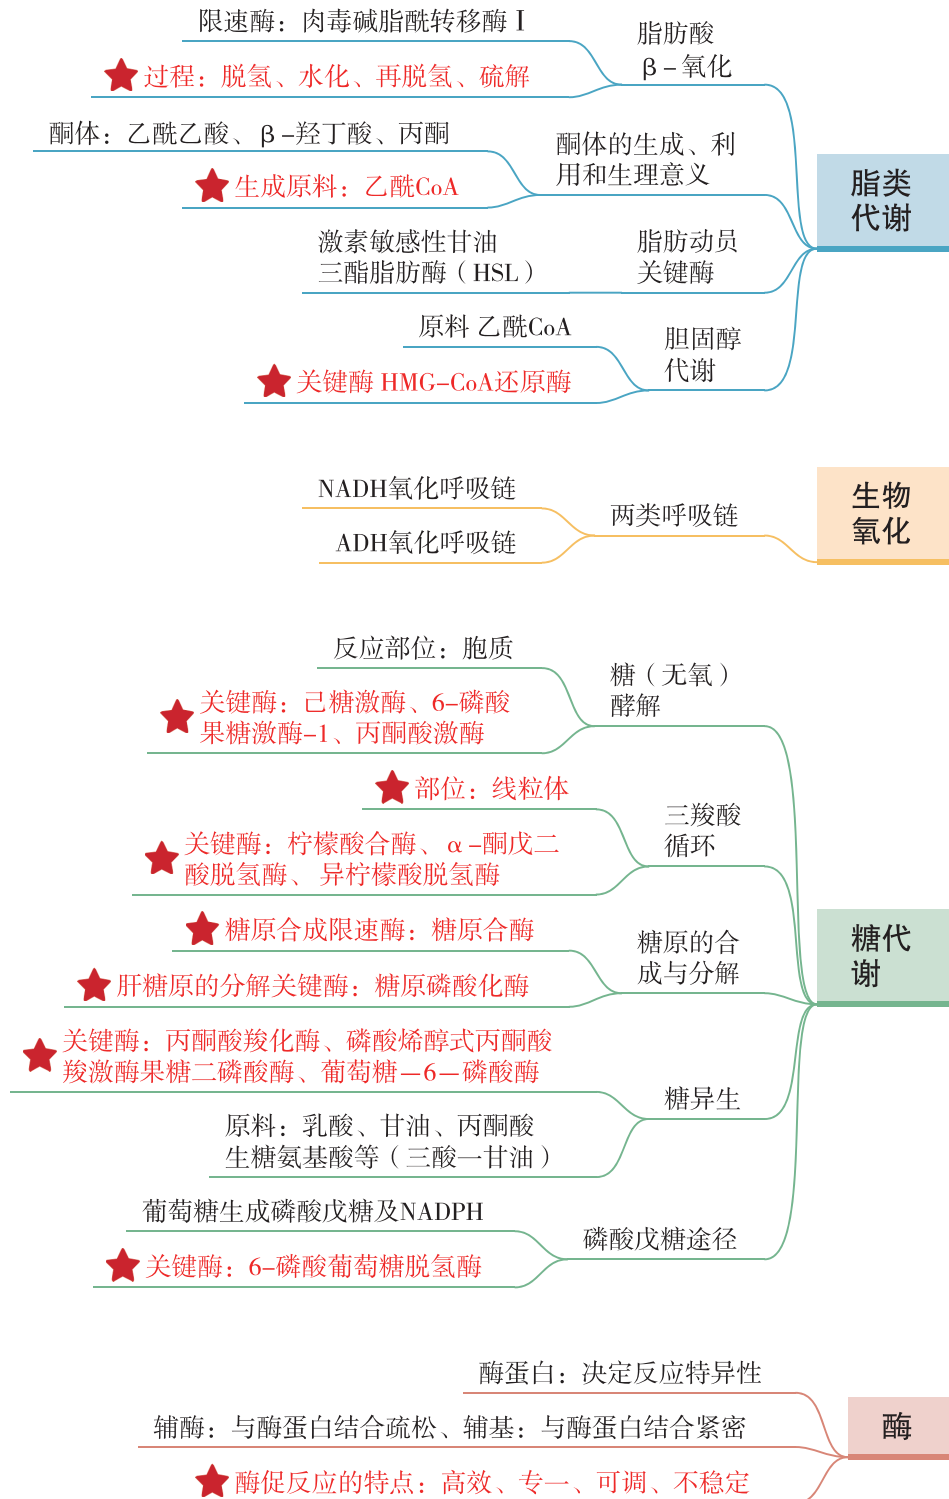 限速酶：肉毒碱脂酰转移酶Ⅰ
过程：脱氢、水化、再脱氢、硫解
脂肪酸
β－氧化
酮体：乙酰乙酸、β－羟丁酸、丙酮
生成原料：乙酰CoA
酮体的生成、利
用和生理意义
激素敏感性甘油
三酯脂肪酶（HSL）
脂肪动员
关键酶
原料 乙酰CoA
关键酶 HMG-CoA还原酶
胆固醇
代谢
脂类
代谢
NADH氧化呼吸链
ADH氧化呼吸链
两类呼吸链
生物
氧化
反应部位：胞质
关键酶：己糖激酶、6-磷酸
果糖激酶-1、丙酮酸激酶
糖（无氧）
酵解
部位：线粒体
关键酶：柠檬酸合酶、α－酮戊二
酸脱氢酶、异柠檬酸脱氢酶
三羧酸
循环
糖原合成限速酶：糖原合酶
肝糖原的分解关键酶：糖原磷酸化酶
糖原的合
成与分解
关键酶：丙酮酸羧化酶、磷酸烯醇式丙酮酸
羧激酶果糖二磷酸酶、葡萄糖—6—磷酸酶
原料：乳酸、甘油、丙酮酸
生糖氨基酸等（三酸一甘油）
糖异生
葡萄糖生成磷酸戊糖及NADPH
关键酶：6-磷酸葡萄糖脱氢酶
磷酸戊糖途径
糖代
谢
酶蛋白：决定反应特异性
辅酶：与酶蛋白结合疏松、辅基：与酶蛋白结合紧密
酶促反应的特点：高效、专一、可调、不稳定
酶